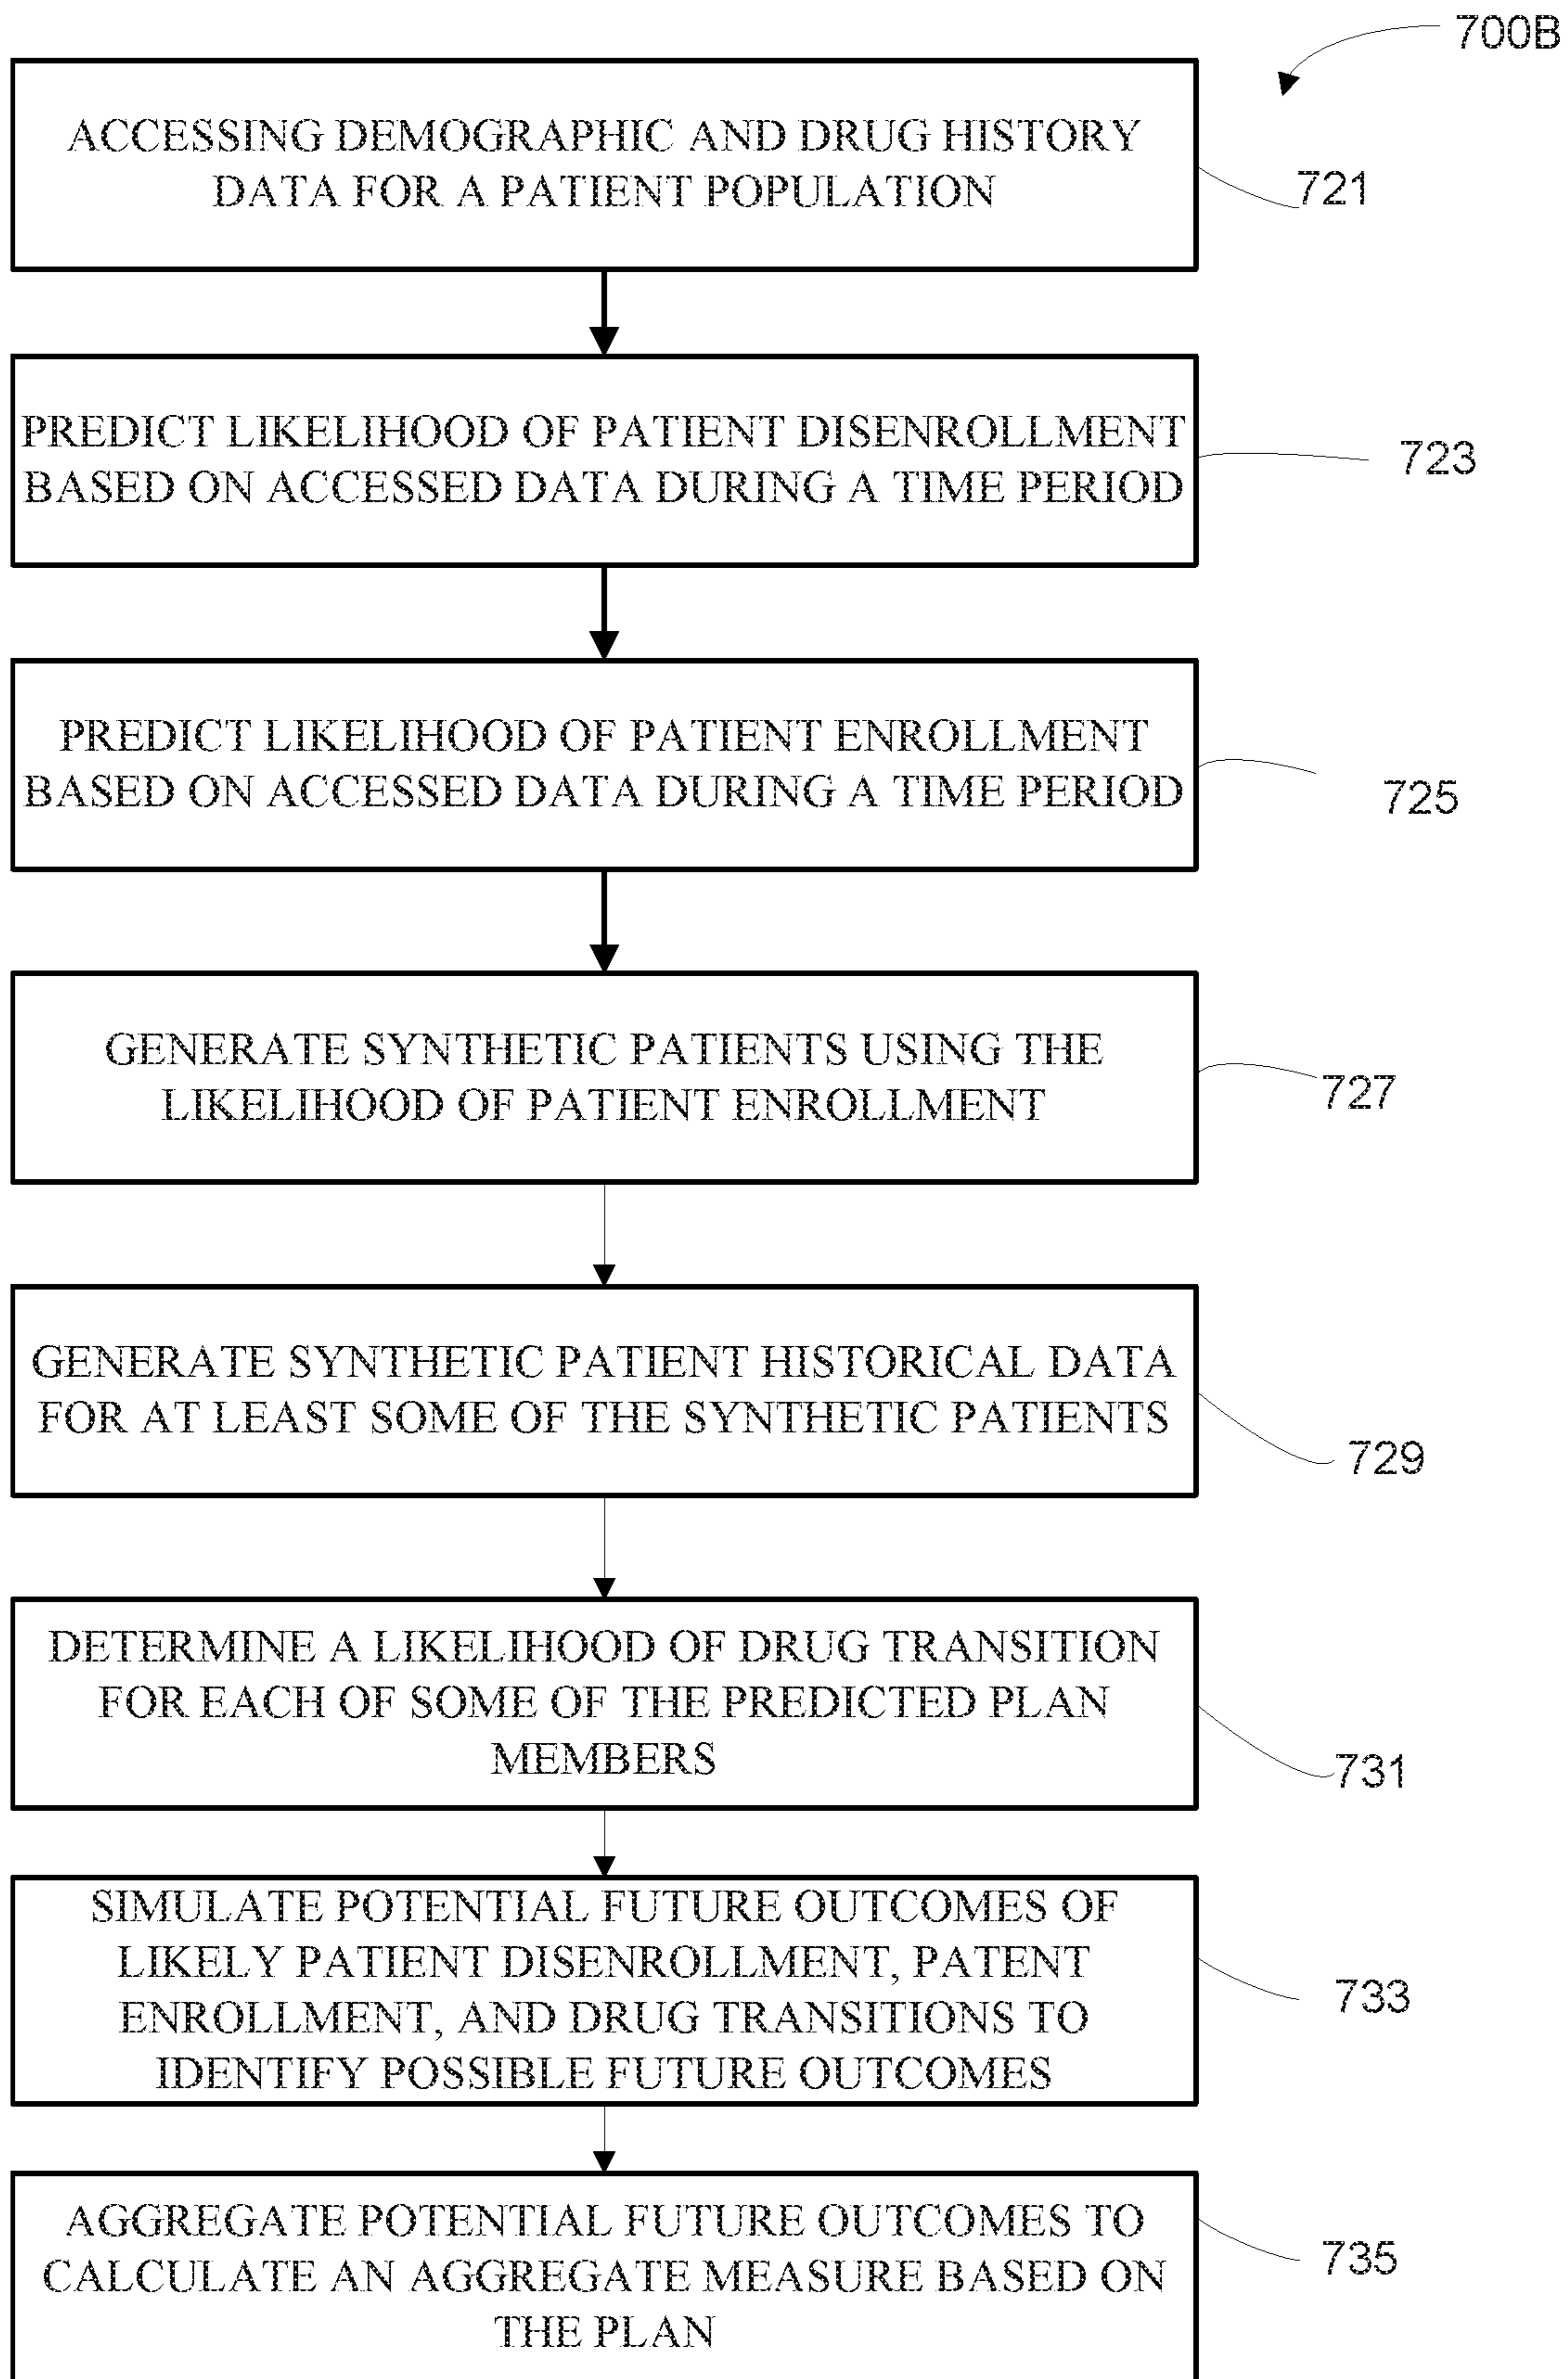 700B
ACCESSING DEMOGRAPHIC AND DRUG HISTORY
DATA FOR A PATIENT POPULATION
721
PREDICT LIKELIHOOD OF PATIENT DISENROLLMENT
BASED ON ACCESSED DATA DURING A TIME PERIOD
723
PREDICT LIKELIHOOD OF PATIENT ENROLLMENT
BASED ON ACCESSED DATA DURING A TIME PERIOD
725
GENERATE SYNTHETIC PATIENTS USING THE
LIKELIHOOD OF PATIENT ENROLLMENT
727
GENERATE SYNTHETIC PATIENT HISTORICAL DATA
FOR AT LEAST SOME OF THE SYNTHETIC PATIENTS
729
DETERMINE A LIKELIHOOD OF DRUG TRANSITION
FOR EACH OF SOME OF THE PREDICTED PLAN
MEMBERS
731
SIMULATE POTENTIAL FUTURE OUTCOMES OF
LIKELY PATIENT DISENROLLMENT, PATENT
ENROLLMENT, AND DRUG TRANSITIONS TO
IDENTIFY POSSIBLE FUTURE OUTCOMES
733
AGGREGATE POTENTIAL FUTURE OUTCOMES TO
CALCULATE AN AGGREGATE MEASURE BASED ON
THE PLAN
735